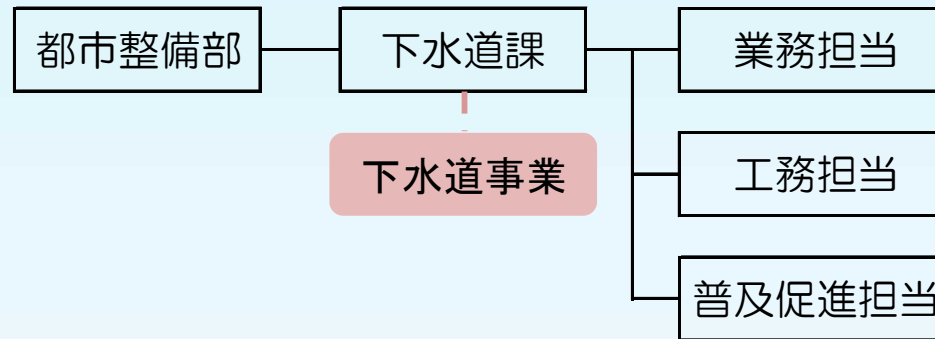 都市整備部
下水道課
業務担当
下水道事業
工務担当
普及促進担当